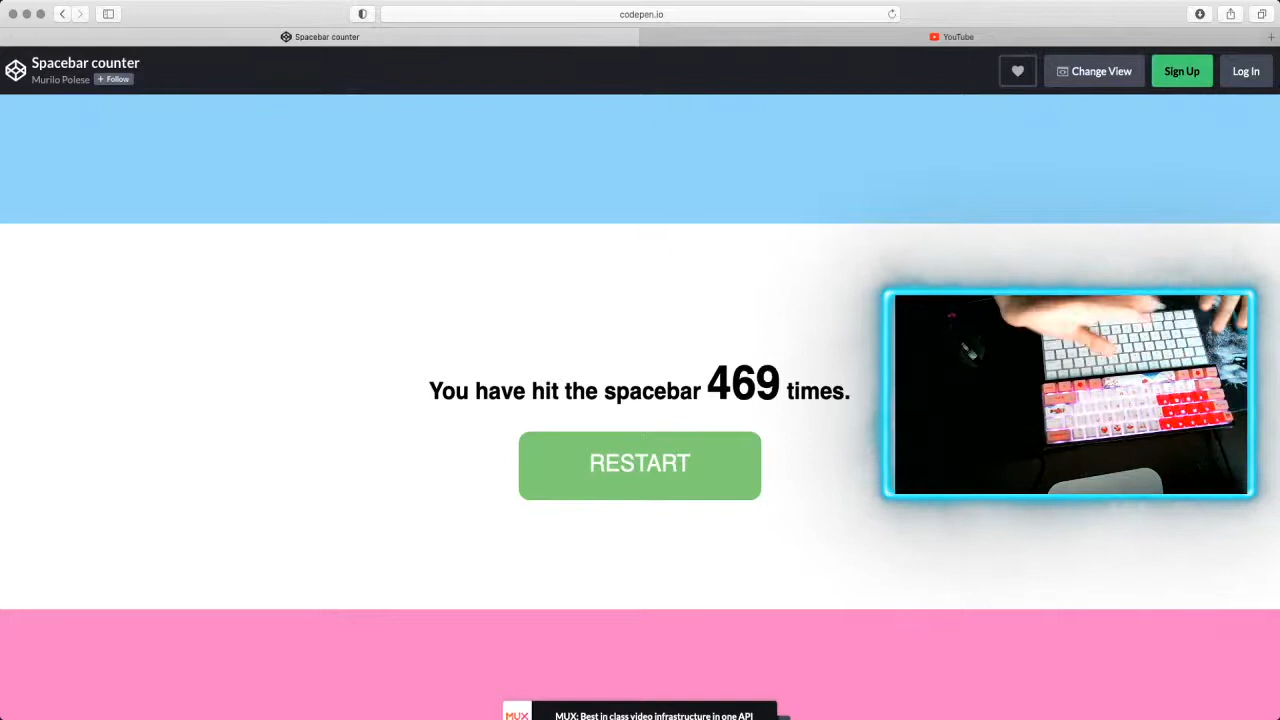 codepen.io
Spacebar counter
YouTube
Spacebar counter
Murilo Polese + Follow
Change View
Sign Up
Log In
You have hit the spacebar 469 times.
RESTART
MUX MUX: Best in class video infrastructure in one API